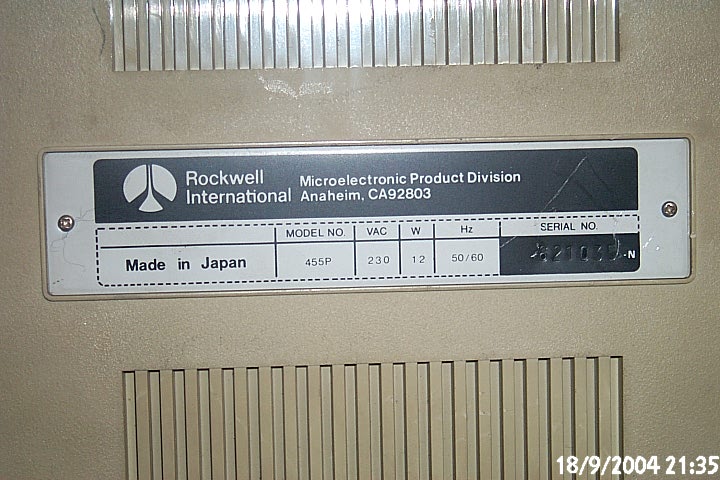 Rockwell
International
Microelectronic Product Division
Anaheim, CA92803
MODEL NO. VAC W Hz SERIAL NO.
Made in Japan 455P 230 12 50/60 -N
18/9/2004 21:35